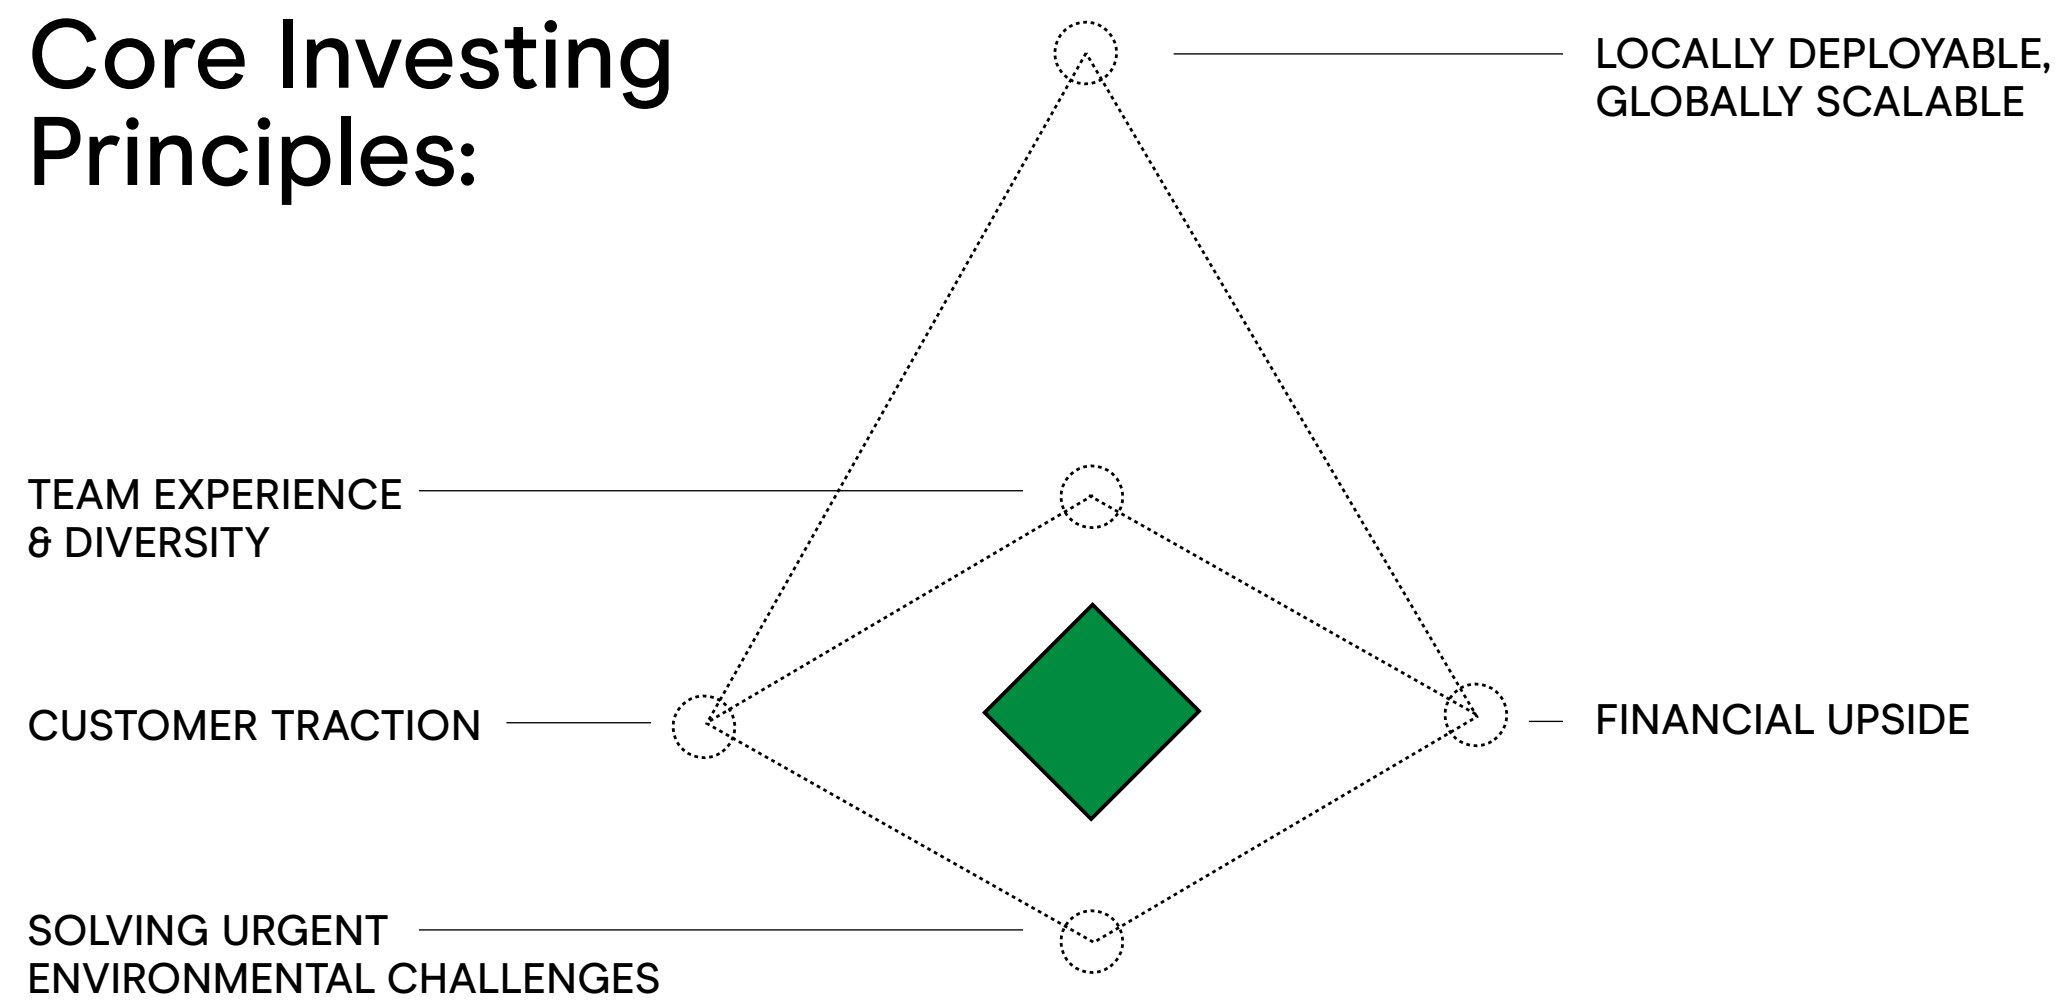 Core Investing
Principles:
LOCALLY DEPLOYABLE,
GLOBALLY SCALABLE
TEAM EXPERIENCE
& DIVERSITY
CUSTOMER TRACTION
FINANCIAL UPSIDE
SOLVING URGENT
ENVIRONMENTAL CHALLENGES